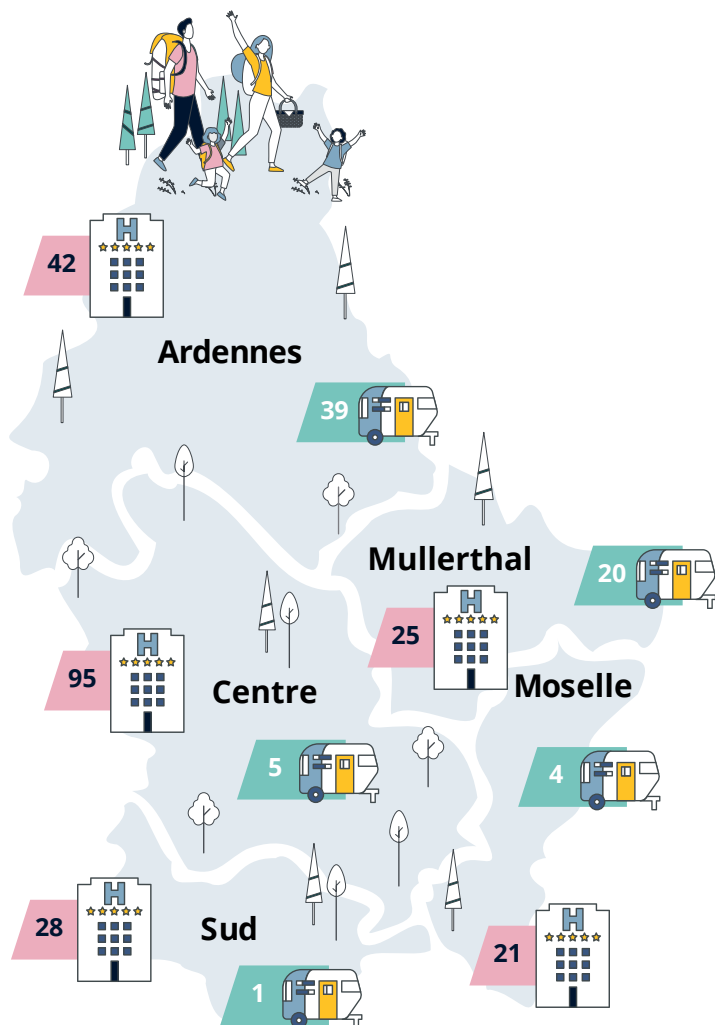 H
42
Ardennes
39
Mullerthal
20
H
25
H
95
Centre
Moselle
5
4
H
28
Sud
H
21
1